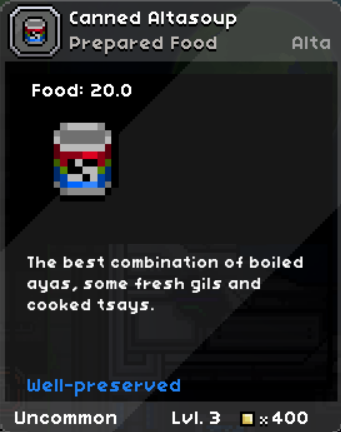 Canned Altasoup
Prepared Food Alta
Food: 20.0
The best combination of boiled
ayas, some fresh gils and
cooked tsays.
Well-preserved
Uncommon Lvl. 3 x400